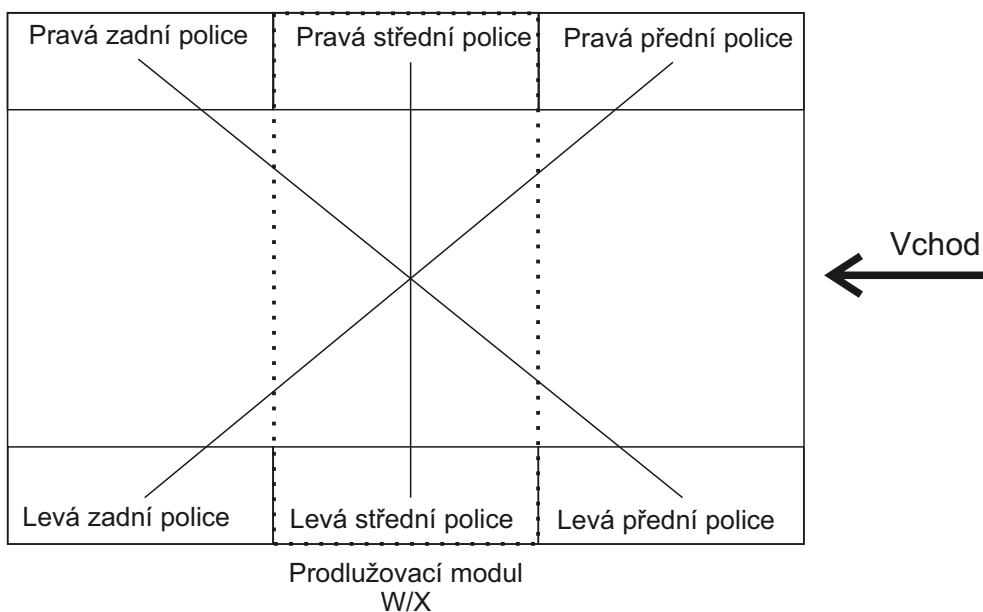 Pravá zadní police
Pravá střední police
Pravá přední police
Vchod
Levá zadní police
Levá střední police
Levá přední police
Prodlužovací modul
W/X